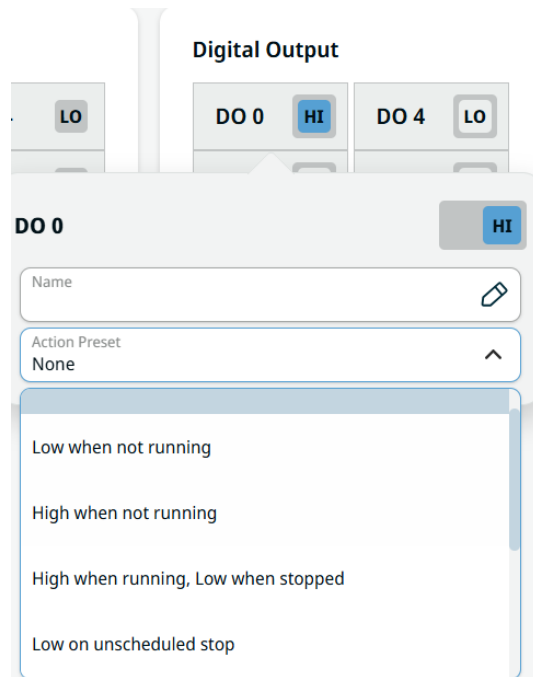 Digital Output
LO
DO 0
HI
DO 4
LO
DO 0
HI
Name
Action Preset
None
Low when not running
High when not running
High when running, Low when stopped
Low on unscheduled stop